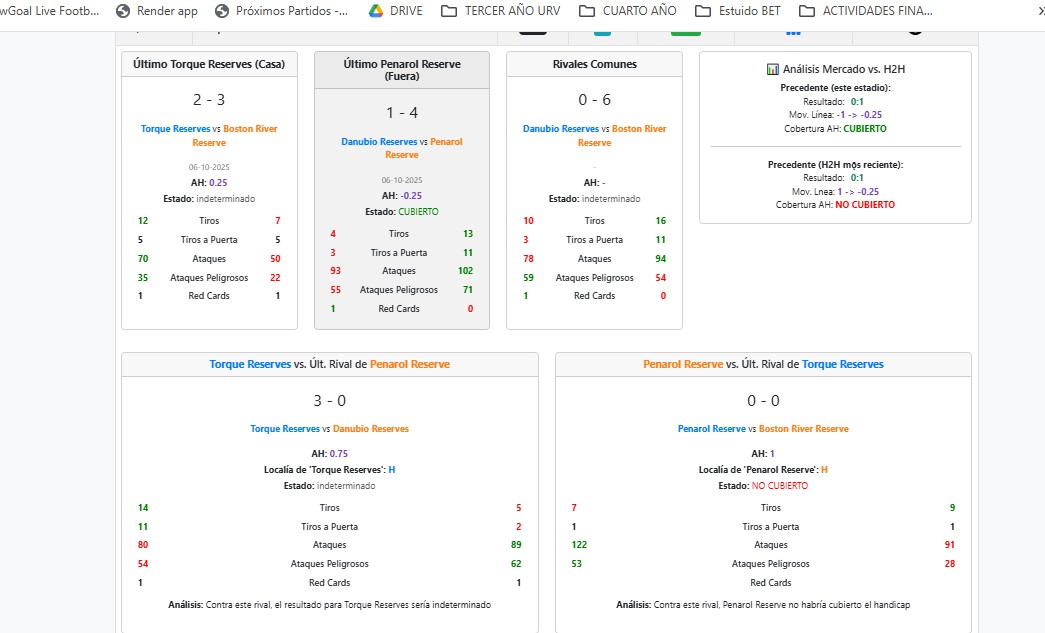 wGoal Live Footb...
Render app
Próximos Partidos -...
DRIVE
TERCER AÑO URV
CUARTO AÑO
Estuido BET
ACTIVIDADES FINA...
Último Torque Reserves (Casa)
2 - 3
Torque Reserves vs Boston River
Reserve
06-10-2025
AH: 0.25
Estado: indeterminado
12 Tiros 7
5 Tiros a Puerta 5
70 Ataques 50
35 Ataques Peligrosos 22
1 Red Cards 1
Último Penarol Reserve
(Fuera)
1 - 4
Danubio Reserves vs Penarol
Reserve
06-10-2025
AH: -0.25
Estado: CUBIERTO
4 Tiros 13
3 Tiros a Puerta 11
93 Ataques 102
55 Ataques Peligrosos 71
1 Red Cards 0
Rivales Comunes
0 - 6
Danubio Reserves vs Boston River
Reserve
-
AH: -
Estado: indeterminado
10 Tiros 16
3 Tiros a Puerta 11
78 Ataques 94
59 Ataques Peligrosos 54
1 Red Cards 0
Análisis Mercado vs. H2H
Precedente (este estadio):
Resultado: 0:1
Mov. Línea: -1 -> -0.25
Cobertura AH: CUBIERTO
Precedente (H2H mºs reciente):
Resultado: 0:1
Mov. Lnea: 1 -> -0.25
Cobertura AH: NO CUBIERTO
Torque Reserves vs. Últ. Rival de Penarol Reserve
3 - 0
Torque Reserves vs Danubio Reserves
AH: 0.75
Localía de 'Torque Reserves': H
Estado: indeterminado
14 Tiros 5
11 Tiros a Puerta 2
80 Ataques 89
54 Ataques Peligrosos 62
1 Red Cards 1
Análisis: Contra este rival, el resultado para Torque Reserves sería indeterminado
Penarol Reserve vs. Últ. Rival de Torque Reserves
0 - 0
Penarol Reserve vs Boston River Reserve
AH: 1
Localía de 'Penarol Reserve': H
Estado: NO CUBIERTO
7 Tiros 9
1 Tiros a Puerta 1
122 Ataques 91
53 Ataques Peligrosos 28
Red Cards
Análisis: Contra este rival, Penarol Reserve no habría cubierto el handicap